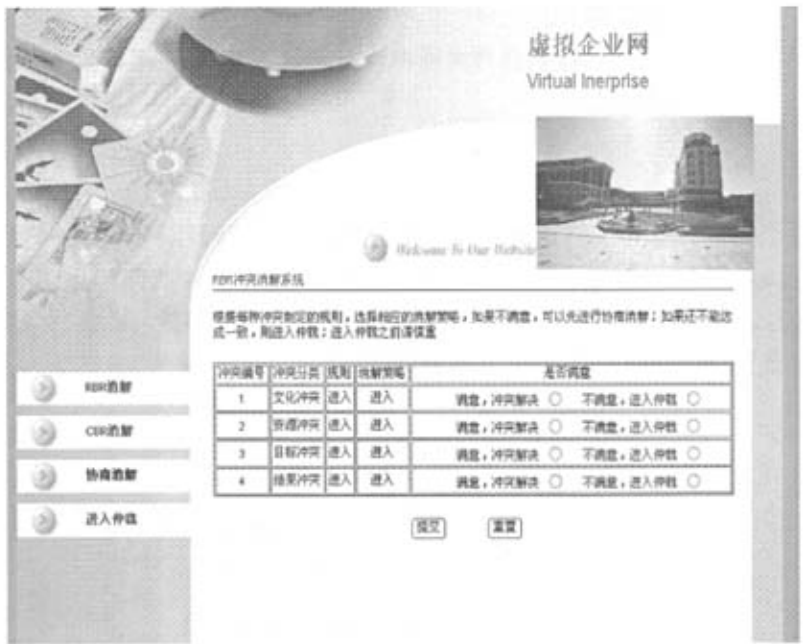 虚拟企业网
Virtual Inerprise
Welcome To Our Website
RBR冲突消解系统
根据每种冲突制定的规则，选择相应的消解策略，如果不满意，可以先进行协商消解；如果还不能达
成一致，则进入仲裁；进入仲裁之前请慎重
冲突编号 冲突分类 规则 消解策略 是否满意
1 文化冲突 进入 进入 满意，冲突解决 不满意，进入仲裁
2 资源冲突 进入 进入 满意，冲突解决 不满意，进入仲裁
3 目标冲突 进入 进入 满意，冲突解决 不满意，进入仲裁
4 结果冲突 进入 进入 满意，冲突解决 不满意，进入仲裁
RBR消解
CBR消解
协商消解
进入仲裁
提交 重置